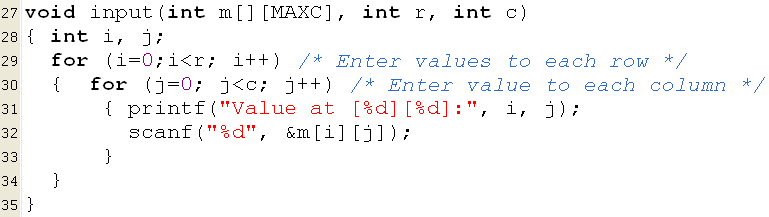 27 void input(int m[][MAXC], int r, int c)
28 { int i, j;
29 for (i=0;i<r; i++) /* Enter values to each row */
30 { for (j=0; j<c; j++) /* Enter value to each column */
31 { printf("Value at [%d][%d]:", i, j);
32 scanf("%d", &m[i][j]);
33 }
34 }
35 }